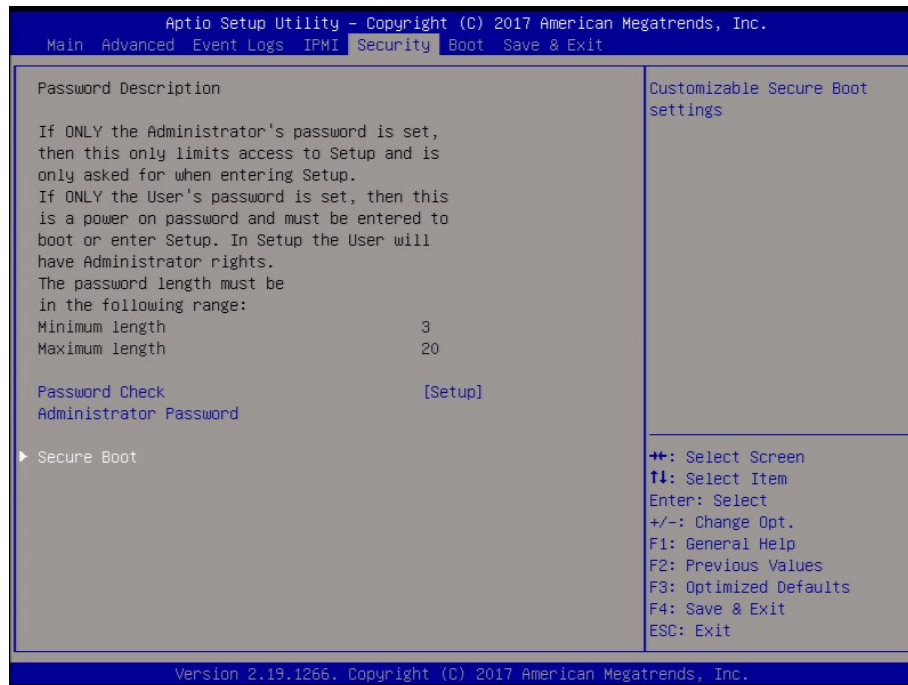 Aptio Setup Utility – Copyright (C) 2017 American Megatrends, Inc.
Main Advanced Event Logs IPMI Security Boot Save & Exit
Password Description
If ONLY the Administrator's password is set,
then this only limits access to Setup and is
only asked for when entering Setup.
If ONLY the User's password is set, then this
is a power on password and must be entered to
boot or enter Setup. In Setup the User will
have Administrator rights.
The password length must be
in the following range:
Minimum length 3
Maximum length 20
Password Check [Setup]
Administrator Password
▶ Secure Boot
Customizable Secure Boot
settings
→←: Select Screen
↑↓: Select Item
Enter: Select
+/-: Change Opt.
F1: General Help
F2: Previous Values
F3: Optimized Defaults
F4: Save & Exit
ESC: Exit
Version 2.19.1266. Copyright (C) 2017 American Megatrends, Inc.